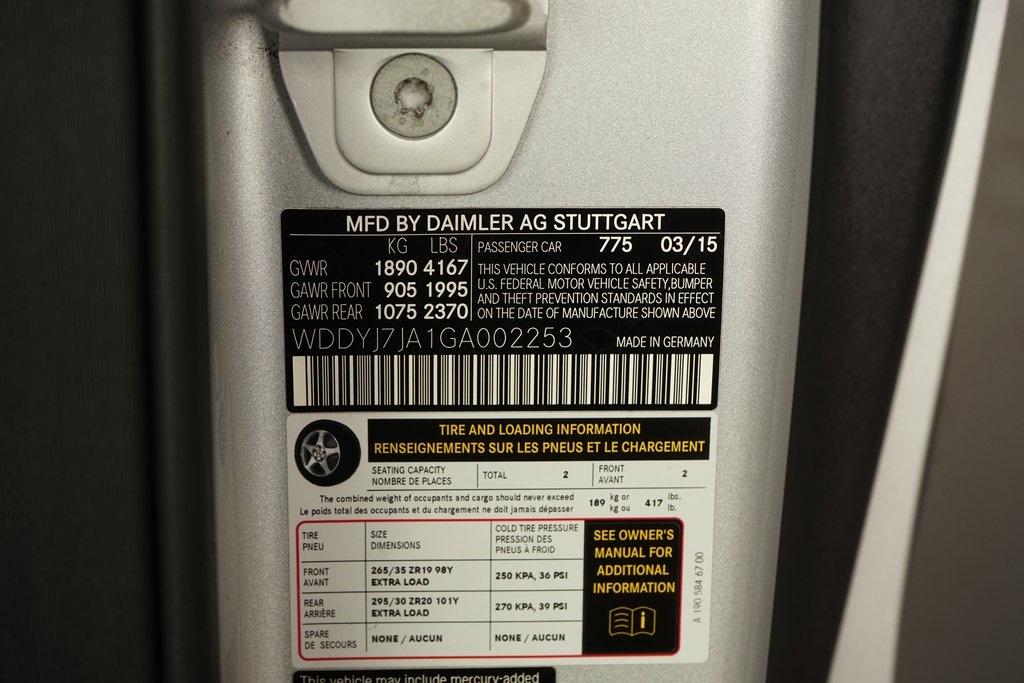 MFD BY DAIMLER AG STUTTGART
KG LBS PASSENGER CAR 775 03/15
GVWR 1890 4167
GAWR FRONT 905 1995
GAWR REAR 1075 2370
THIS VEHICLE CONFORMS TO ALL APPLICABLE
U.S. FEDERAL MOTOR VEHICLE SAFETY,BUMPER
AND THEFT PREVENTION STANDARDS IN EFFECT
ON THE DATE OF MANUFACTURE SHOWN ABOVE
WDDYJ7JA1GA002253 MADE IN GERMANY
TIRE AND LOADING INFORMATION
RENSEIGNEMENTS SUR LES PNEUS ET LE CHARGEMENT
SEATING CAPACITY
NOMBRE DE PLACES
TOTAL 2
FRONT
AVANT
2
The combined weight of occupants and cargo should never exceed
Le poids total des occupants et du chargement ne doit jamais dépasser
189 kg or
kg ou
417 lbs.
lb.
TIRE
PNEU
SIZE
DIMENSIONS
COLD TIRE PRESSURE
PRESSION DES
PNEUS À FROID
FRONT
AVANT
265/35 ZR19 98Y
EXTRA LOAD
250 KPA, 36 PSI
REAR
ARRIÈRE
295/30 ZR20 101Y
EXTRA LOAD
270 KPA, 39 PSI
SPARE
DE SECOURS
NONE / AUCUN
NONE / AUCUN
SEE OWNER'S
MANUAL FOR
ADDITIONAL
INFORMATION
A 190 584 67 00
This vehicle may include mercury-added